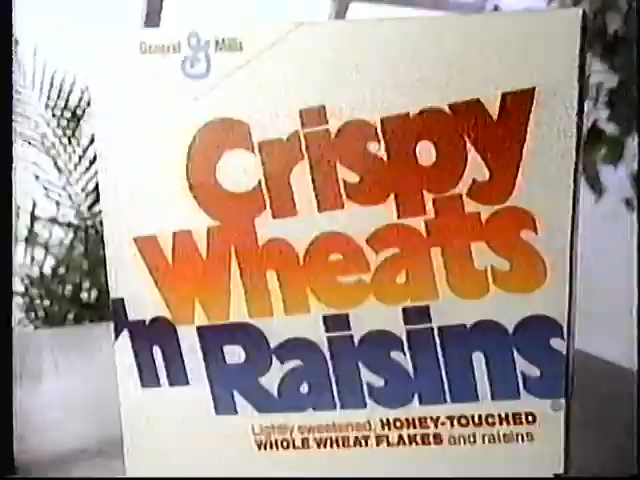 General Mills
Crispy
Wheats
'n Raisins
Lightly sweetened, HONEY-TOUCHED
WHOLE WHEAT FLAKES and raisins